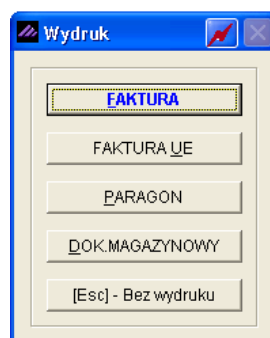 Wydruk
FAKTURA
FAKTURA UE
PARAGON
DOK.MAGAZYNOWY
[Esc] - Bez wydruku